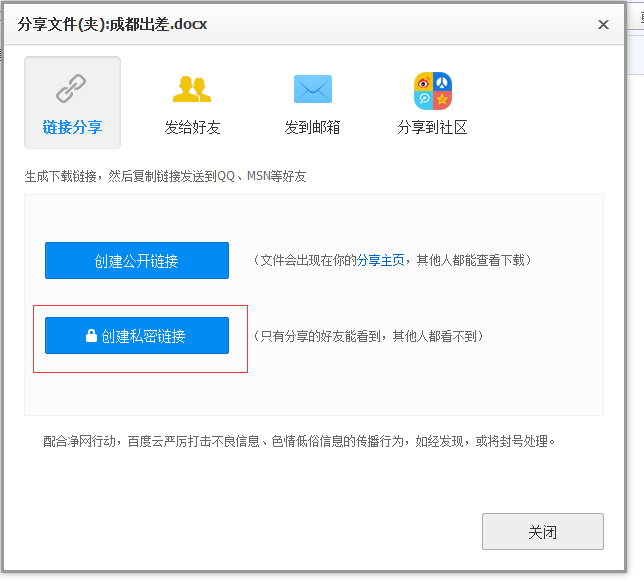 分享文件(夹):成都出差.docx
链接分享
发给好友
发到邮箱
分享到社区
生成下载链接，然后复制链接发送到QQ、MSN等好友
创建公开链接
（文件会出现在你的分享主页，其他人都能查看下载）
创建私密链接
（只有分享的好友能看到，其他人都看不到）
配合净网行动，百度云严厉打击不良信息、色情低俗信息的传播行为，如经发现，或将封号处理。
关闭